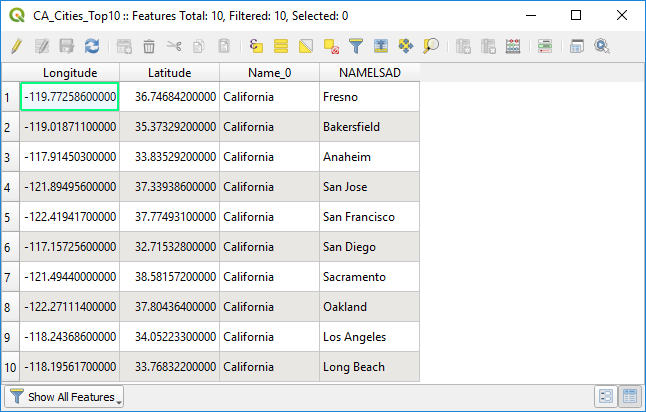 CA_Cities_Top10 :: Features Total: 10, Filtered: 10, Selected: 0
Longitude Latitude Name_0 NAMELSAD
1 -119.77258600000 36.74684200000 California Fresno
2 -119.01871100000 35.37329200000 California Bakersfield
3 -117.91450300000 33.83529200000 California Anaheim
4 -121.89495600000 37.33938600000 California San Jose
5 -122.41941700000 37.77493100000 California San Francisco
6 -117.15725600000 32.71532800000 California San Diego
7 -121.49440000000 38.58157200000 California Sacramento
8 -122.27111400000 37.80436400000 California Oakland
9 -118.24368600000 34.05223300000 California Los Angeles
10 -118.19561700000 33.76832200000 California Long Beach
Show All Features